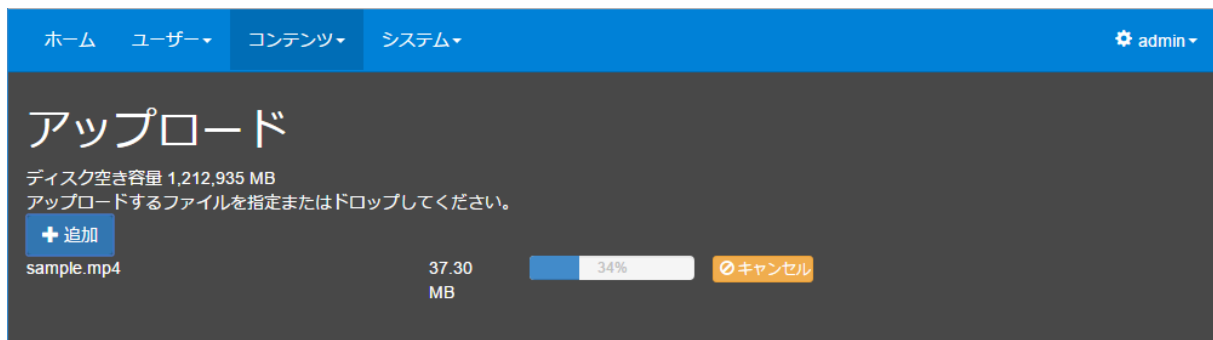 ホーム ユーザー コンテンツ システム admin
アップロード
ディスク空き容量 1,212,935 MB
アップロードするファイルを指定またはドロップしてください。
追加
sample.mp4 37.30 MB 34% キャンセル